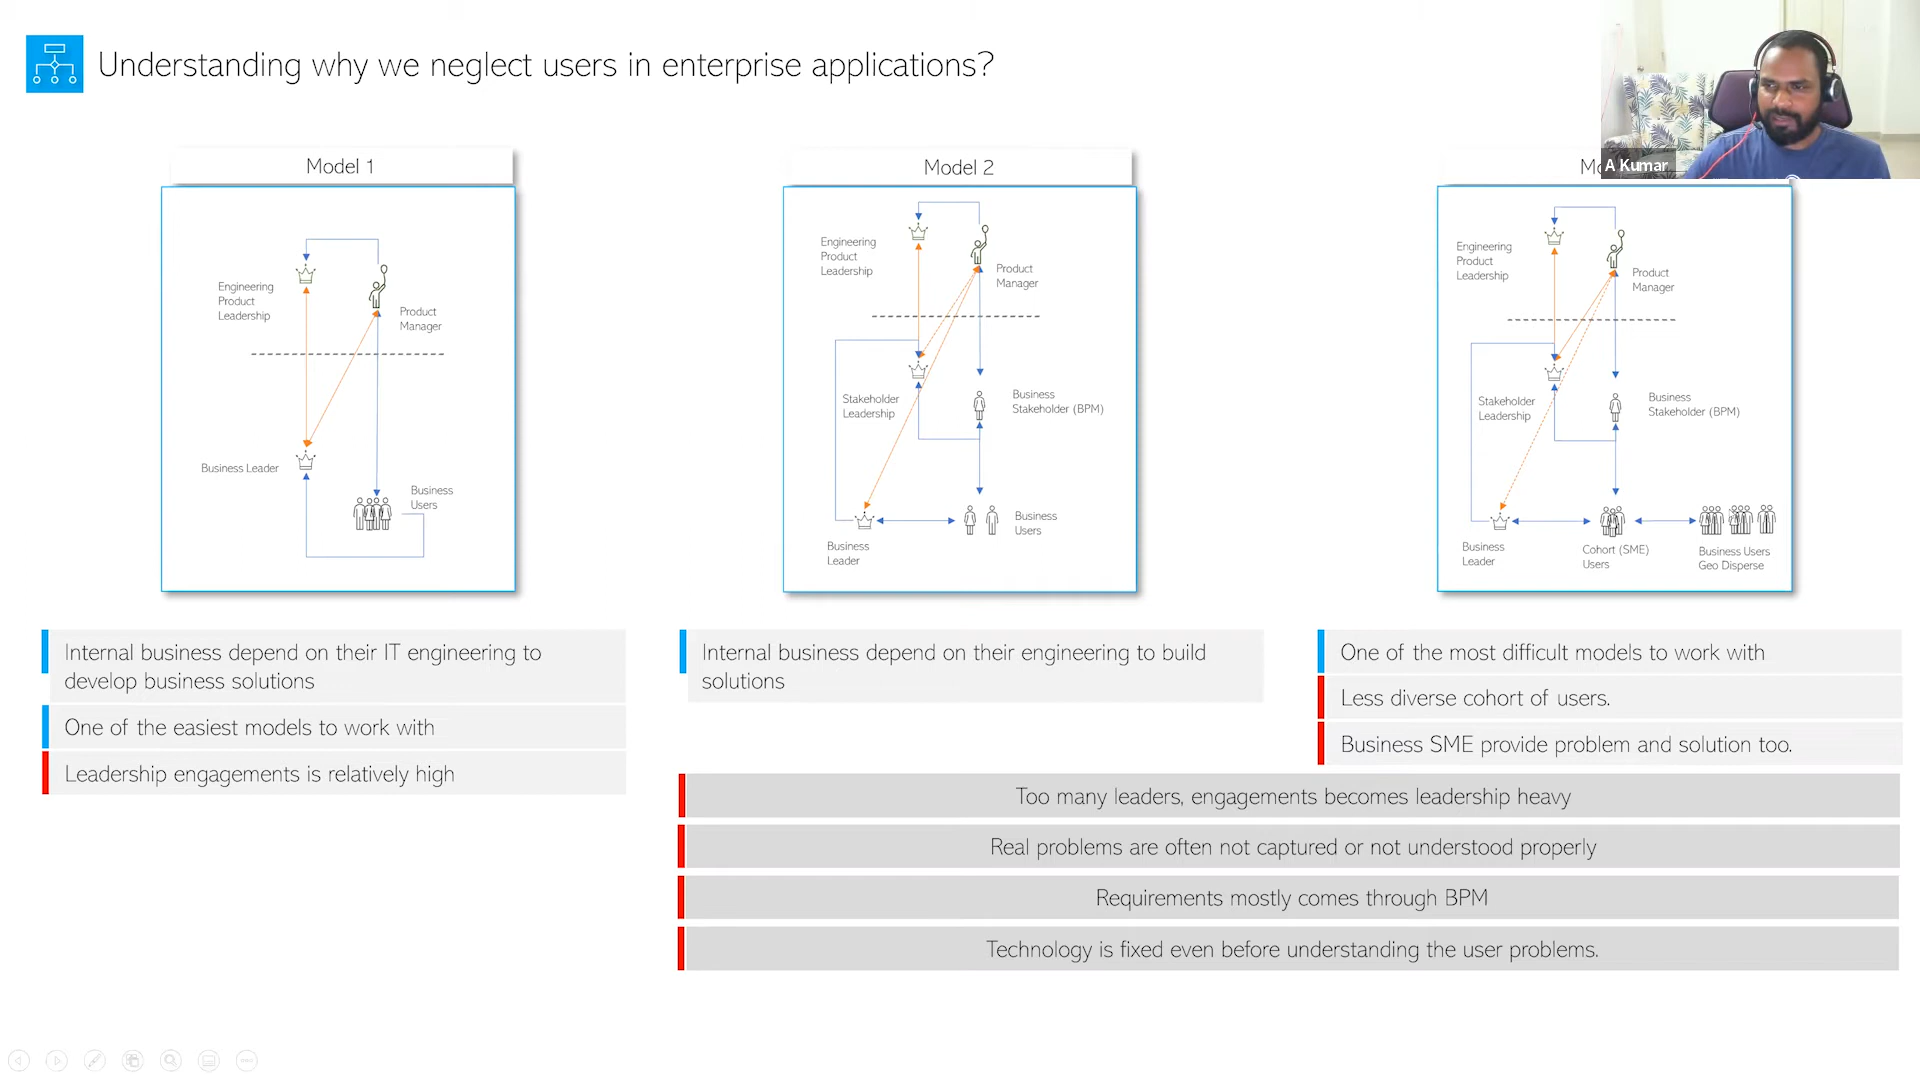 Understanding why we neglect users in enterprise applications?
A Kumar
Model 1
Engineering
Product
Leadership
Product
Manager
Business Leader
Business
Users
Internal business depend on their IT engineering to
develop business solutions
One of the easiest models to work with
Leadership engagements is relatively high
Model 2
Engineering
Product
Leadership
Product
Manager
Stakeholder
Leadership
Business
Stakeholder (BPM)
Business
Leader
Business
Users
Internal business depend on their engineering to build
solutions
Engineering
Product
Leadership
Product
Manager
Stakeholder
Leadership
Business
Stakeholder (BPM)
Business
Leader
Cohort (SME)
Users
Business Users
Geo Disperse
One of the most difficult models to work with
Less diverse cohort of users.
Business SME provide problem and solution too.
Too many leaders, engagements becomes leadership heavy
Real problems are often not captured or not understood properly
Requirements mostly comes through BPM
Technology is fixed even before understanding the user problems.